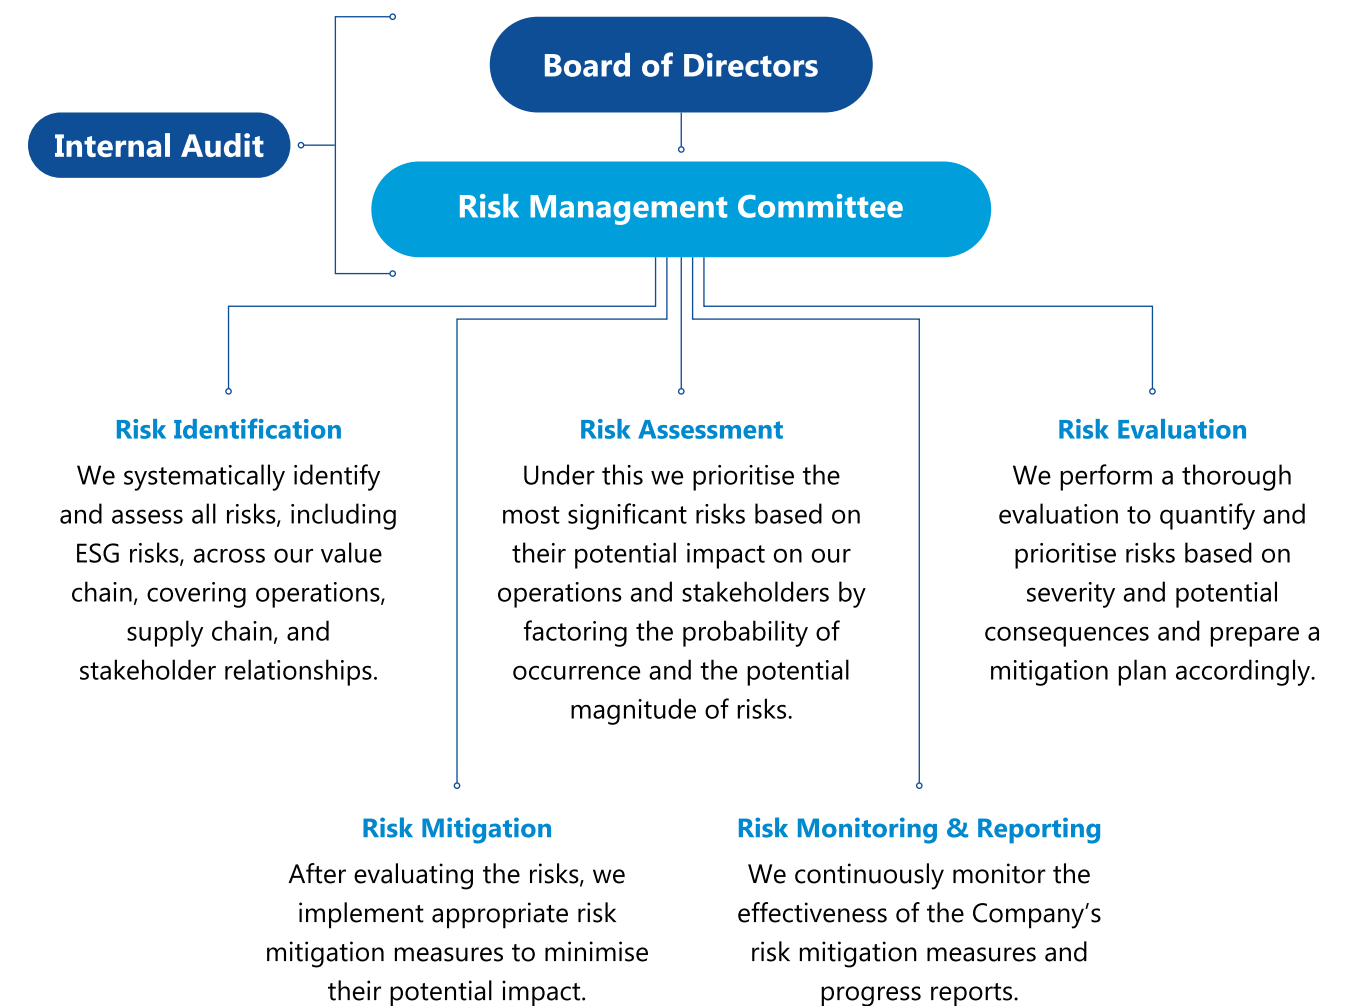 Board of Directors
Internal Audit
Risk Management Committee
Risk Identification
We systematically identify
and assess all risks, including
ESG risks, across our value
chain, covering operations,
supply chain, and
stakeholder relationships.
Risk Assessment
Under this we prioritise the
most significant risks based on
their potential impact on our
operations and stakeholders by
factoring the probability of
occurrence and the potential
magnitude of risks.
Risk Evaluation
We perform a thorough
evaluation to quantify and
prioritise risks based on
severity and potential
consequences and prepare a
mitigation plan accordingly.
Risk Mitigation
After evaluating the risks, we
implement appropriate risk
mitigation measures to minimise
their potential impact.
Risk Monitoring & Reporting
We continuously monitor the
effectiveness of the Company’s
risk mitigation measures and
progress reports.